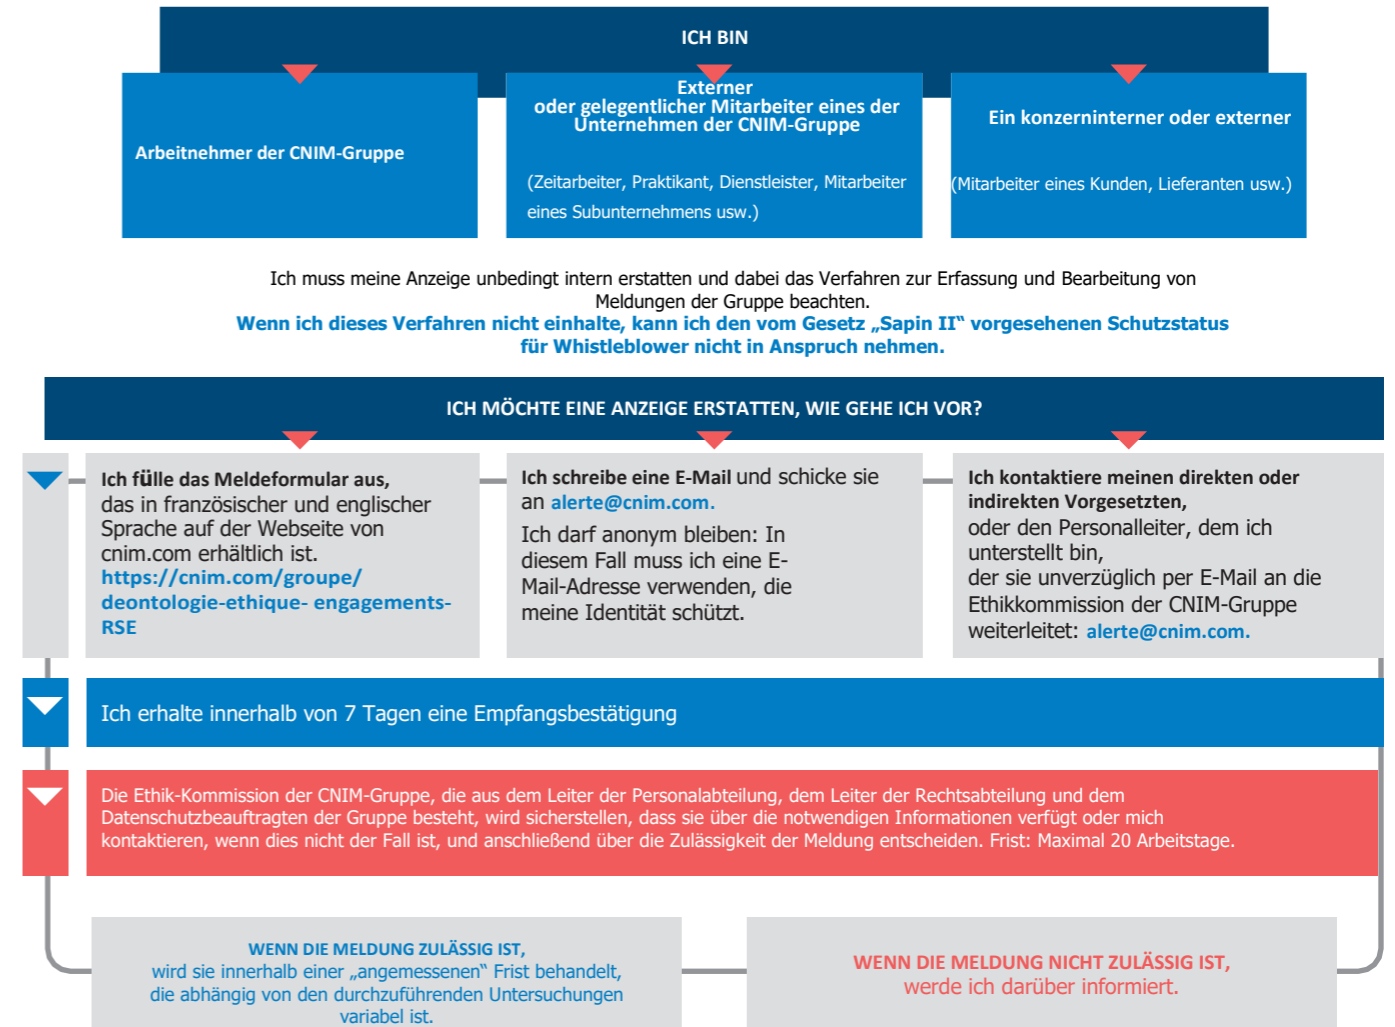 ICH BIN
Arbeitnehmer der CNIM-Gruppe
Externer
oder gelegentlicher Mitarbeiter eines der
Unternehmen der CNIM-Gruppe
(Zeitarbeiter, Praktikant, Dienstleister, Mitarbeiter
eines Subunternehmens usw.)
Ein konzerninterner oder externer
(Mitarbeiter eines Kunden, Lieferanten usw.)
Ich muss meine Anzeige unbedingt intern erstatten und dabei das Verfahren zur Erfassung und Bearbeitung von
Meldungen der Gruppe beachten.
Wenn ich dieses Verfahren nicht einhalte, kann ich den vom Gesetz „Sapin II“ vorgesehenen Schutzstatus
für Whistleblower nicht in Anspruch nehmen.
ICH MÖCHTE EINE ANZEIGE ERSTATTEN, WIE GEHE ICH VOR?
Ich fülle das Meldeformular aus,
das in französischer und englischer
Sprache auf der Webseite von
cnim.com erhältlich ist.
https://cnim.com/groupe/
deontologie-ethique- engagements-
RSE
Ich schreibe eine E-Mail und schicke sie
an alerte@cnim.com.
Ich darf anonym bleiben: In
diesem Fall muss ich eine E-
Mail-Adresse verwenden, die
meine Identität schützt.
Ich kontaktiere meinen direkten oder
indirekten Vorgesetzten,
oder den Personalleiter, dem ich
unterstellt bin,
der sie unverzüglich per E-Mail an die
Ethikkommission der CNIM-Gruppe
weiterleitet: alerte@cnim.com.
Ich erhalte innerhalb von 7 Tagen eine Empfangsbestätigung
Die Ethik-Kommission der CNIM-Gruppe, die aus dem Leiter der Personalabteilung, dem Leiter der Rechtsabteilung und dem
Datenschutzbeauftragten der Gruppe besteht, wird sicherstellen, dass sie über die notwendigen Informationen verfügt oder mich
kontaktieren, wenn dies nicht der Fall ist, und anschließend über die Zulässigkeit der Meldung entscheiden. Frist: Maximal 20 Arbeitstage.
WENN DIE MELDUNG ZULÄSSIG IST,
wird sie innerhalb einer „angemessenen“ Frist behandelt,
die abhängig von den durchzuführenden Untersuchungen
variabel ist.
WENN DIE MELDUNG NICHT ZULÄSSIG IST,
werde ich darüber informiert.